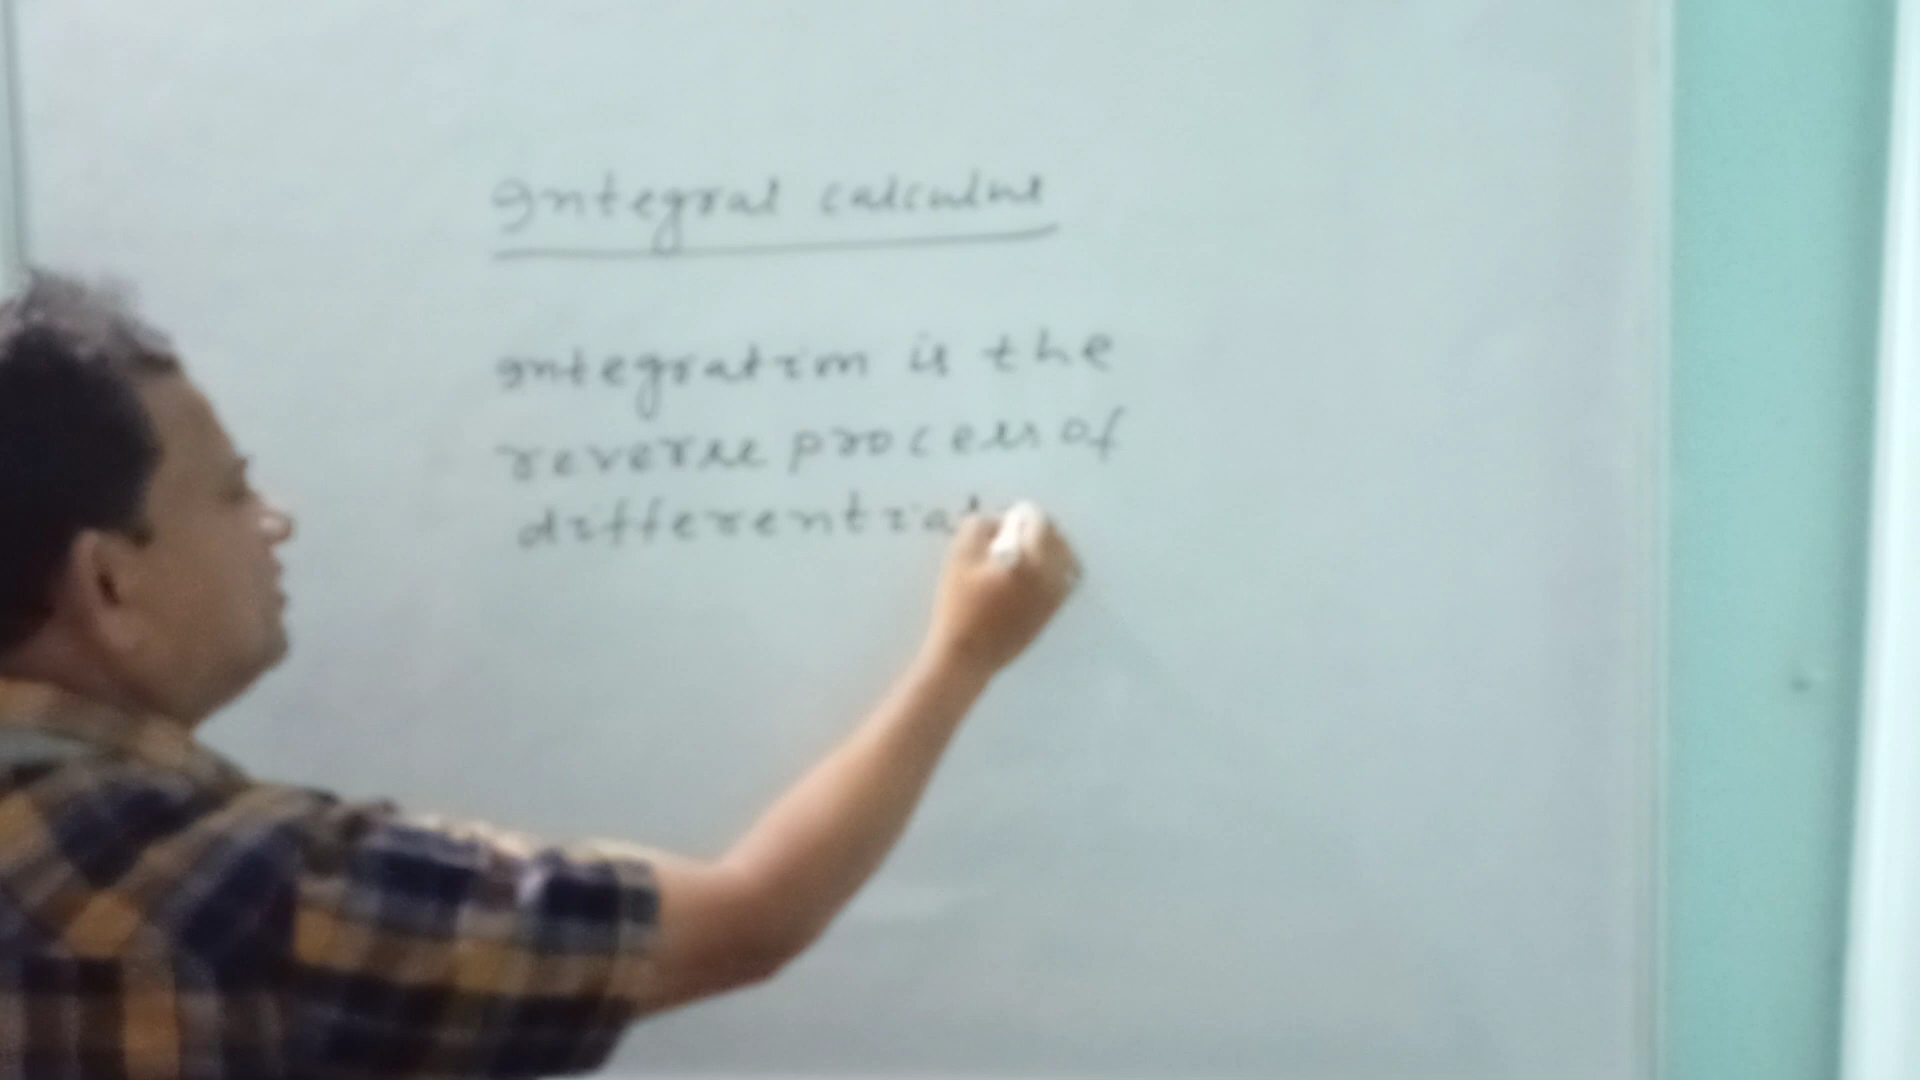 Integral calculus
Integration is the
reverse process of
differentiat